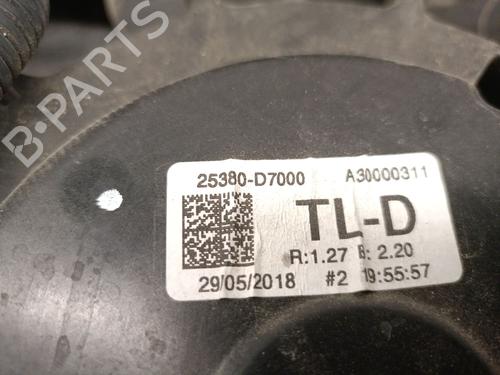 B-PARTS
25380-D7000 A30000311
TL-D
R:1.27 B: 2.20
29/05/2018 #2 19:55:57